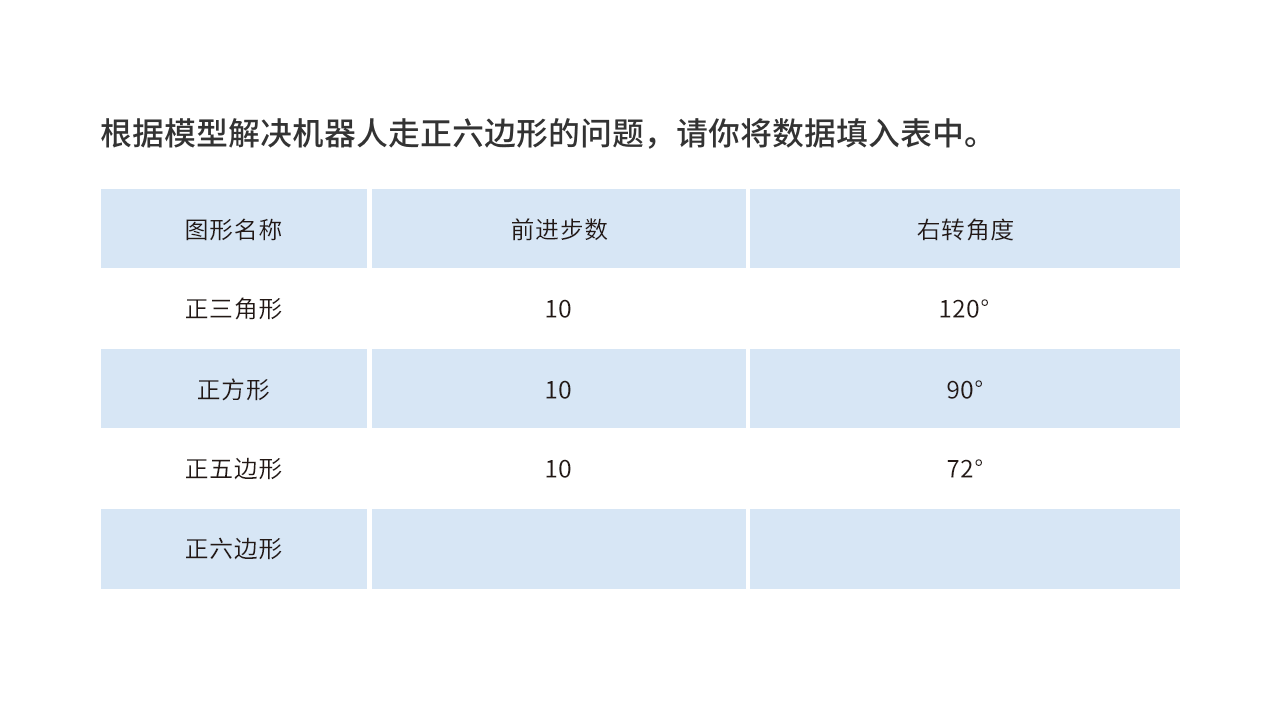 根据模型解决机器人走正六边形的问题，请你将数据填入表中。
图形名称 前进步数 右转角度
正三角形 10 120°
正方形 10 90°
正五边形 10 72°
正六边形